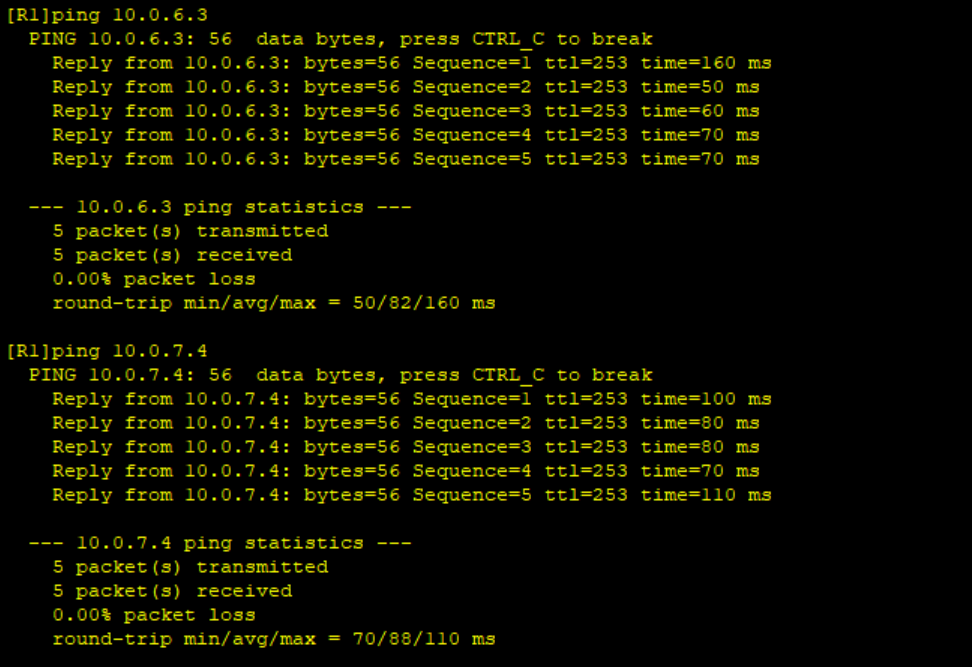 [R1]ping 10.0.6.3
PING 10.0.6.3: 56  data bytes, press CTRL_C to break
Reply from 10.0.6.3: bytes=56 Sequence=1 ttl=253 time=160 ms
Reply from 10.0.6.3: bytes=56 Sequence=2 ttl=253 time=50 ms
Reply from 10.0.6.3: bytes=56 Sequence=3 ttl=253 time=60 ms
Reply from 10.0.6.3: bytes=56 Sequence=4 ttl=253 time=70 ms
Reply from 10.0.6.3: bytes=56 Sequence=5 ttl=253 time=70 ms
--- 10.0.6.3 ping statistics ---
5 packet(s) transmitted
5 packet(s) received
0.00% packet loss
round-trip min/avg/max = 50/82/160 ms
[R1]ping 10.0.7.4
PING 10.0.7.4: 56  data bytes, press CTRL_C to break
Reply from 10.0.7.4: bytes=56 Sequence=1 ttl=253 time=100 ms
Reply from 10.0.7.4: bytes=56 Sequence=2 ttl=253 time=80 ms
Reply from 10.0.7.4: bytes=56 Sequence=3 ttl=253 time=80 ms
Reply from 10.0.7.4: bytes=56 Sequence=4 ttl=253 time=70 ms
Reply from 10.0.7.4: bytes=56 Sequence=5 ttl=253 time=110 ms
--- 10.0.7.4 ping statistics ---
5 packet(s) transmitted
5 packet(s) received
0.00% packet loss
round-trip min/avg/max = 70/88/110 ms